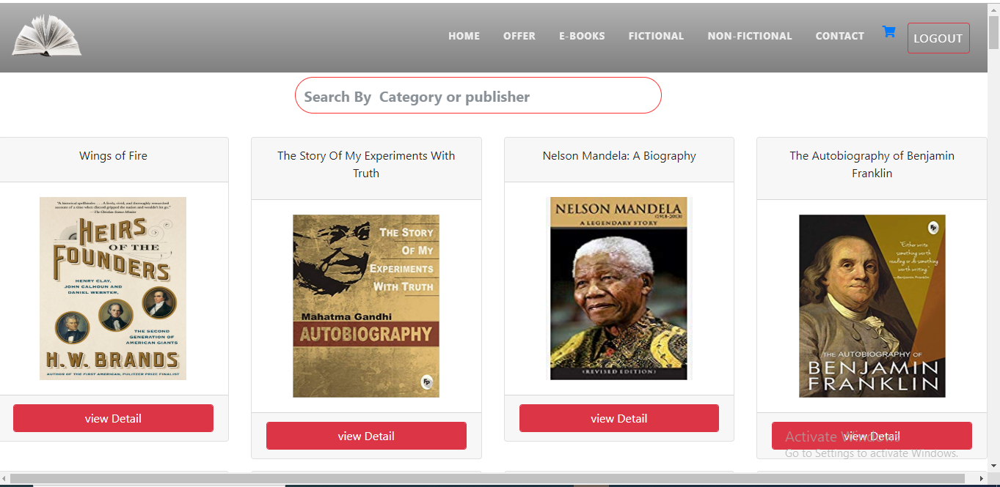 HOME OFFER E-BOOKS FICTIONAL NON-FICTIONAL CONTACT LOGOUT
Search By Category or publisher
Wings of Fire
"A historical spellbinder. . . . A lively, vivid, and thoroughly researched
account of a time when discord gripped the nation and wouldn't let go."
—The Christian Science Monitor
HEIRS
OF THE
FOUNDERS
HENRY CLAY,
JOHN CALHOUN AND
DANIEL WEBSTER,
THE SECOND
GENERATION OF
AMERICAN GIANTS
H.W. BRANDS
AUTHOR OF THE FIRST AMERICAN, PULITZER PRIZE FINALIST
view Detail
The Story Of My Experiments With
Truth
THE STORY
OF MY
EXPERIMENTS
WITH TRUTH
Mahatma Gandhi
AUTOBIOGRAPHY
FP
view Detail
Nelson Mandela: A Biography
NELSON MANDELA
(1918-2013)
A LEGENDARY STORY
(REVISED EDITION)
view Detail
The Autobiography of Benjamin
Franklin
FP
"Either write
something worth
reading or do something
worth writing."
—Benjamin Franklin
THE AUTOBIOGRAPHY OF
BENJAMIN
FRANKLIN
view Detail
Activate Windows
Go to Settings to activate Windows.